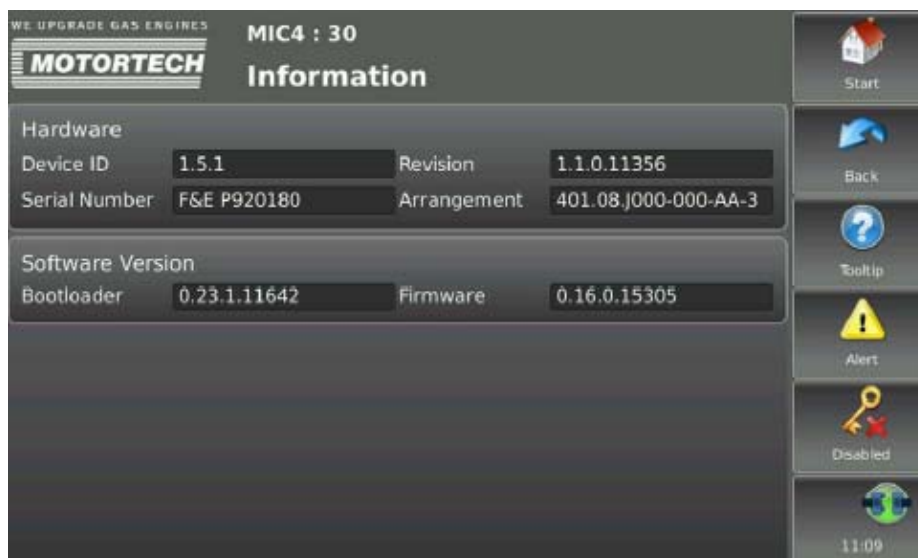 WE UPGRADE GAS ENGINES
MOTORTECH
MIC4 : 30
Information
Hardware
Device ID 1.5.1 Revision 1.1.0.11356
Serial Number F&E P920180 Arrangement 401.08.J000-000-AA-3
Software Version
Bootloader 0.23.1.11642 Firmware 0.16.0.15305
Start
Back
Tooltip
Alert
Disabled
11:09